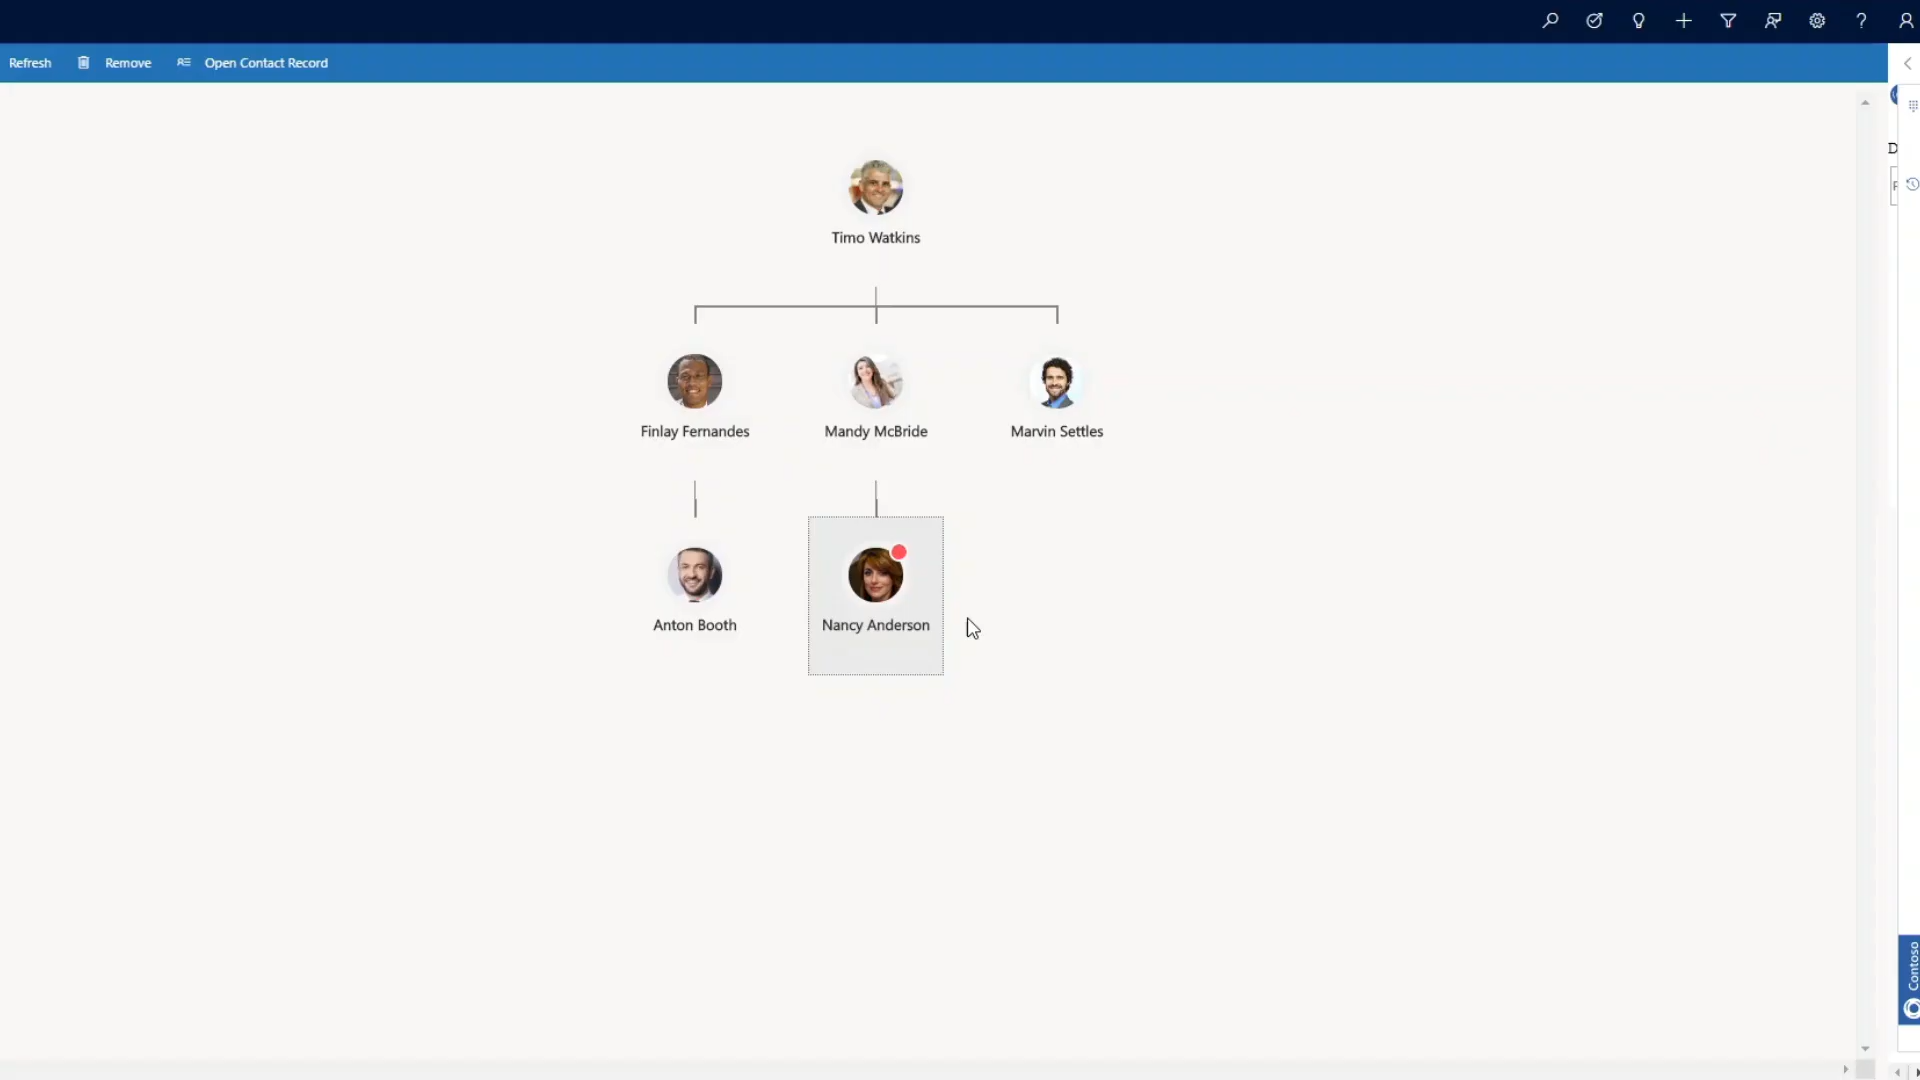 Refresh Remove Open Contact Record
Timo Watkins
Finlay Fernandes Mandy McBride Marvin Settles
Anton Booth Nancy Anderson
Contoso